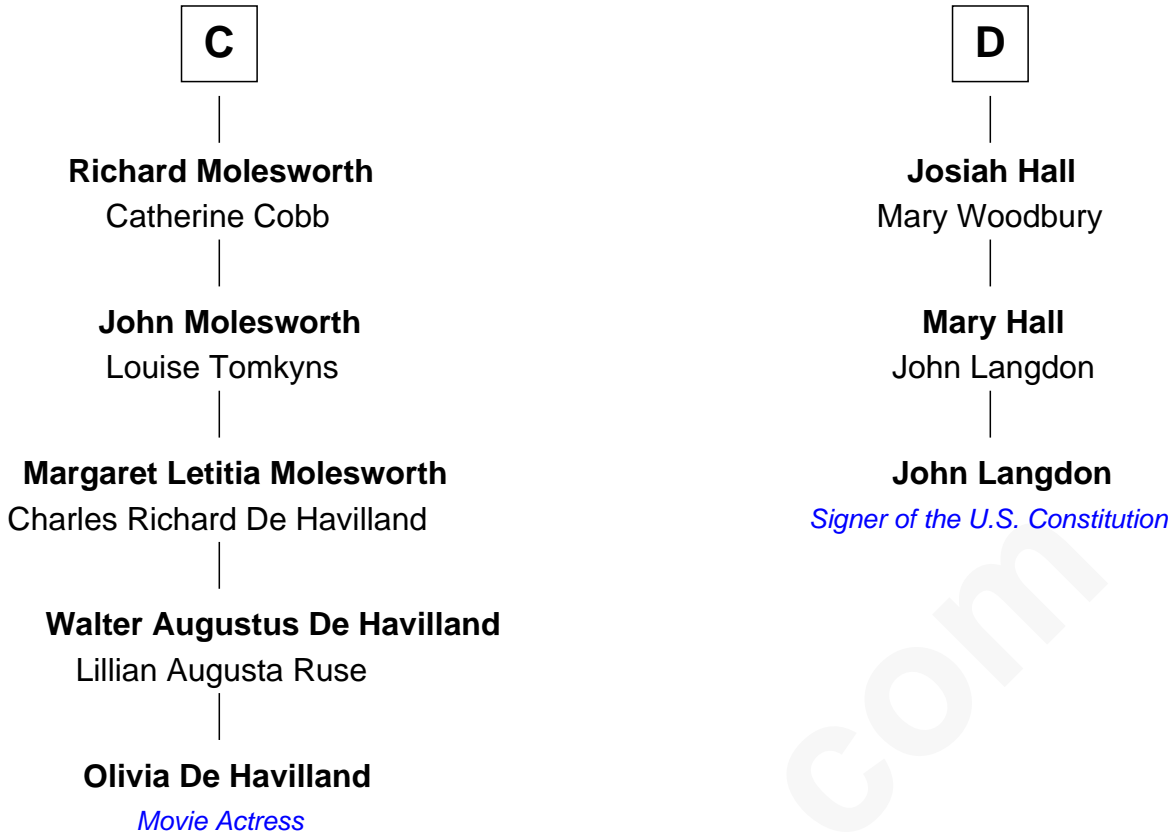 C
Richard Molesworth
Catherine Cobb
John Molesworth
Louise Tomkyns
Margaret Letitia Molesworth
Charles Richard De Havilland
Walter Augustus De Havilland
Lillian Augusta Ruse
Olivia De Havilland
Movie Actress
D
Josiah Hall
Mary Woodbury
Mary Hall
John Langdon
John Langdon
Signer of the U.S. Constitution
com